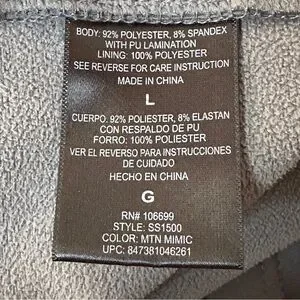 BODY: 92% POLYESTER, 8% SPANDEX
WITH PU LAMINATION
LINING: 100% POLYESTER
SEE REVERSE FOR CARE INSTRUCTION
MADE IN CHINA
L
CUERPO: 92% POLIESTER, 8% ELASTAN
CON RESPALDO DE PU
FORRO: 100% POLIESTER
VER EL REVERSO PARA INSTRUCCIONES
DE CUIDADO
HECHO EN CHINA
G
RN# 106699
STYLE: SS1500
COLOR: MTN MIMIC
UPC: 847381046261